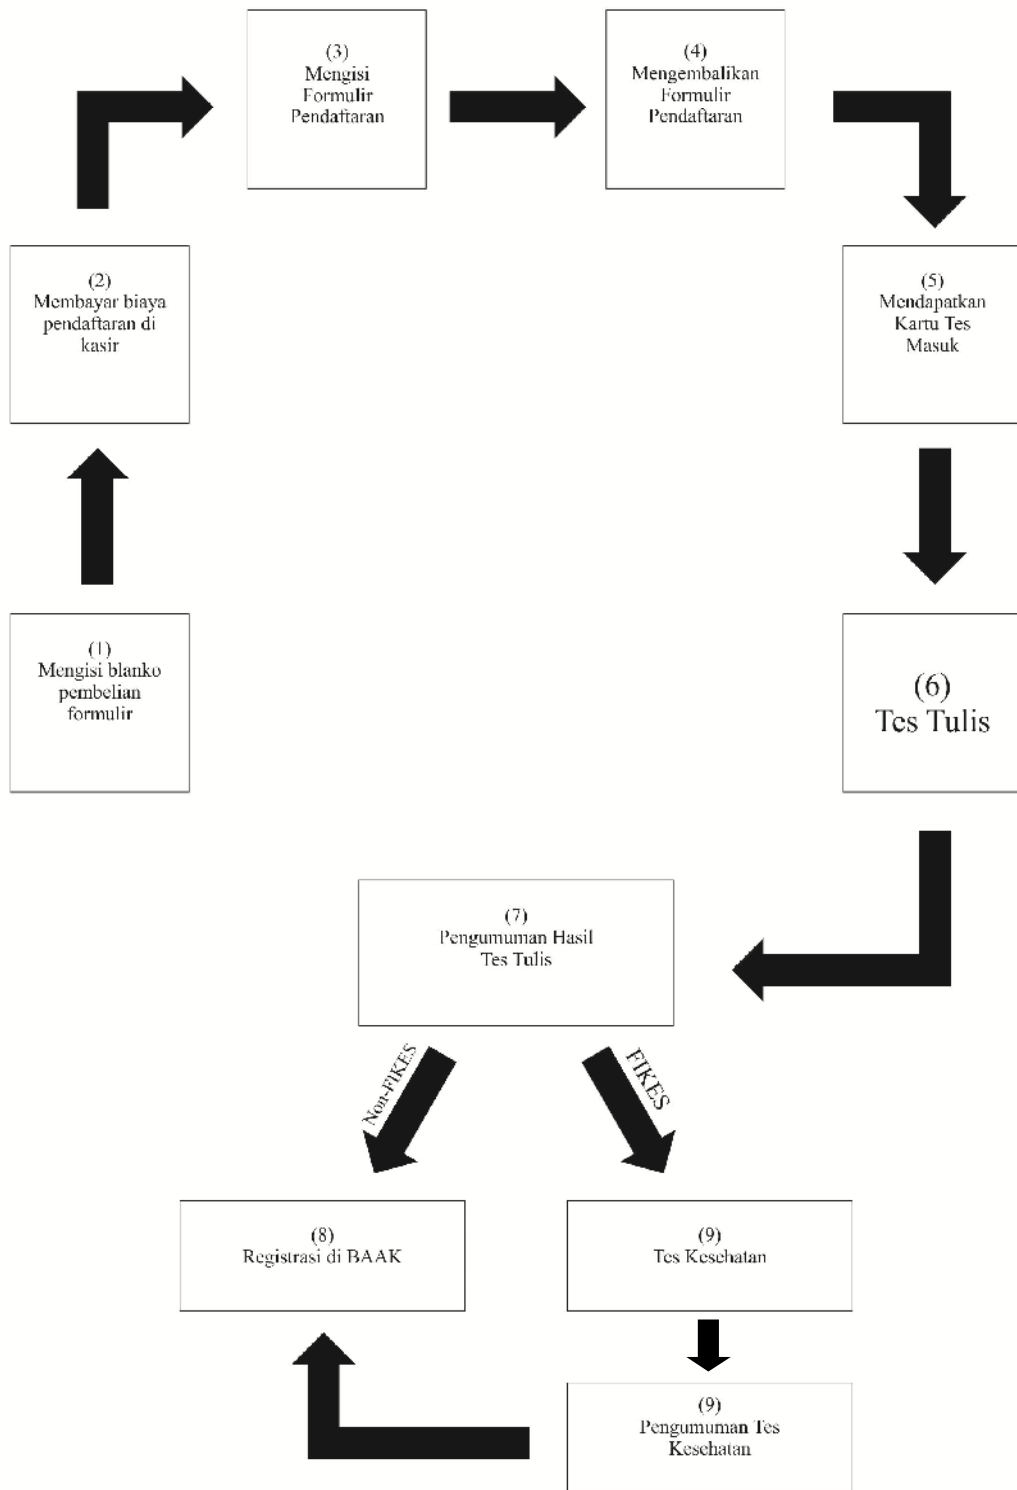 (1)
Mengisi blanko
pembelian
formulir
(2)
Membayar biaya
pendaftaran di
kasir
(3)
Mengisi
Formulir
Pendaftaran
(4)
Mengembalikan
Formulir
Pendaftaran
(5)
Mendapatkan
Kartu Tes
Masuk
(6)
Tes Tulis
(7)
Pengumuman Hasil
Tes Tulis
Non-FIKES
FIKES
(8)
Registrasi di BAAK
(9)
Tes Kesehatan
(9)
Pengumuman Tes
Kesehatan